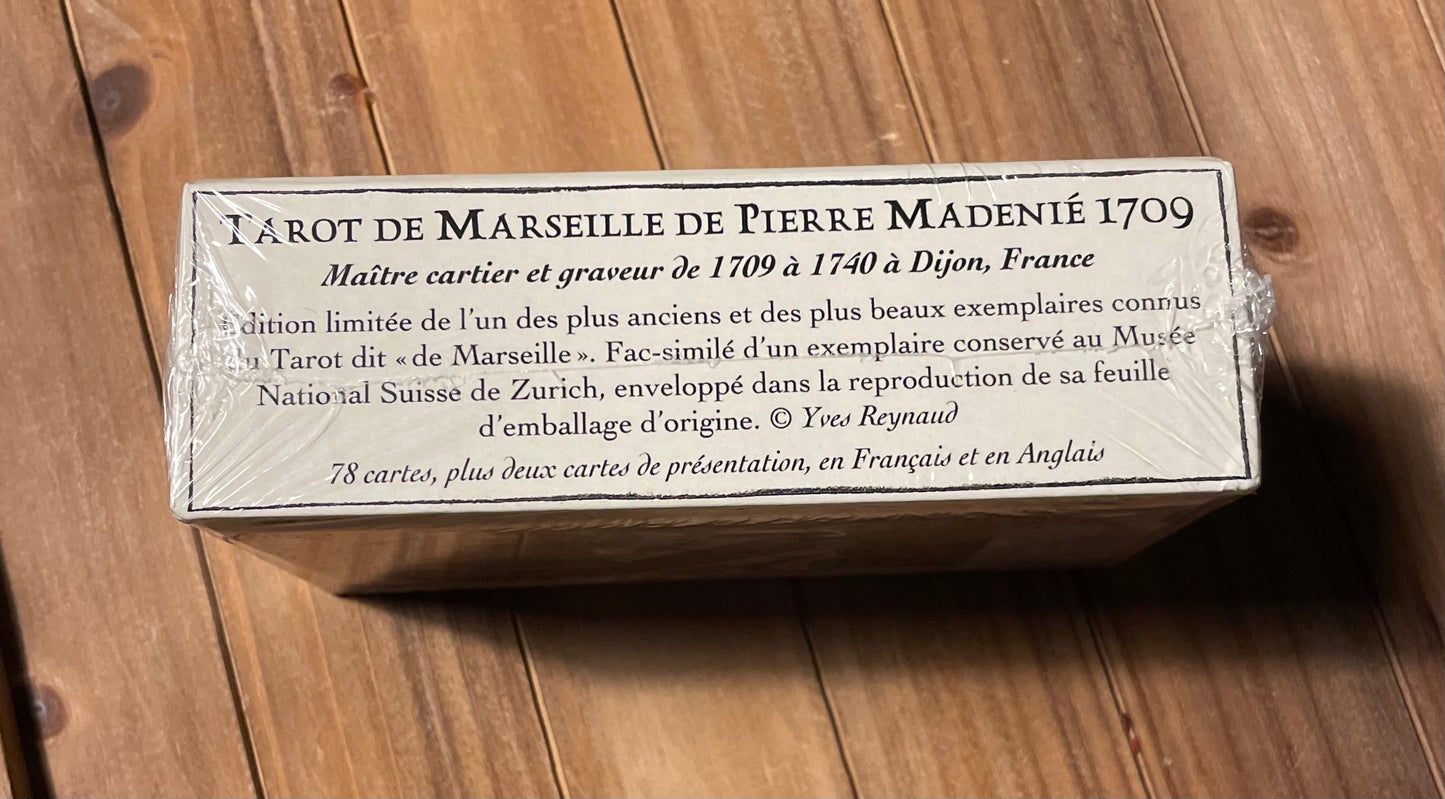 TAROT DE MARSEILLE DE PIERRE MADENIÉ 1709
Maître cartier et graveur de 1709 à 1740 à Dijon, France
Édition limitée de l'un des plus anciens et des plus beaux exemplaires connus
du Tarot dit « de Marseille ». Fac-similé d'un exemplaire conservé au Musée
National Suisse de Zurich, enveloppé dans la reproduction de sa feuille
d'emballage d'origine. © Yves Reynaud
78 cartes, plus deux cartes de présentation, en Français et en Anglais